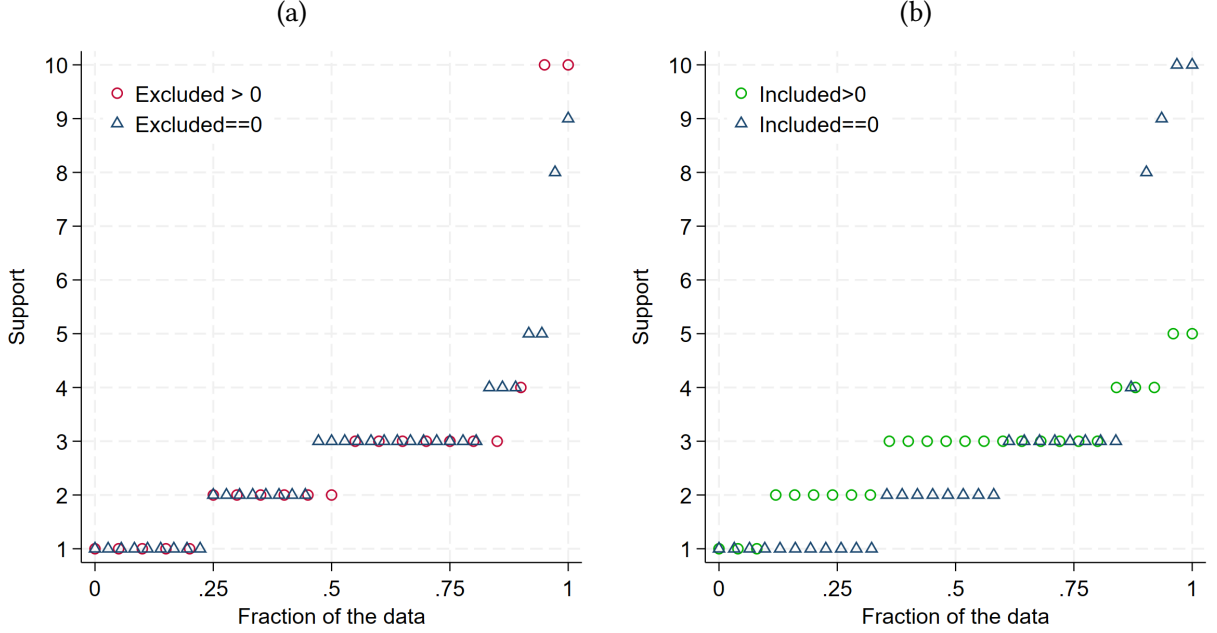 (a)
10
9
8
7
6
5
4
3
2
1
Support
Excluded > 0
Excluded==0
0 .25 .5 .75 1
Fraction of the data
(b)
10
9
8
7
6
5
4
3
2
1
Support
Included>0
Included==0
0 .25 .5 .75 1
Fraction of the data